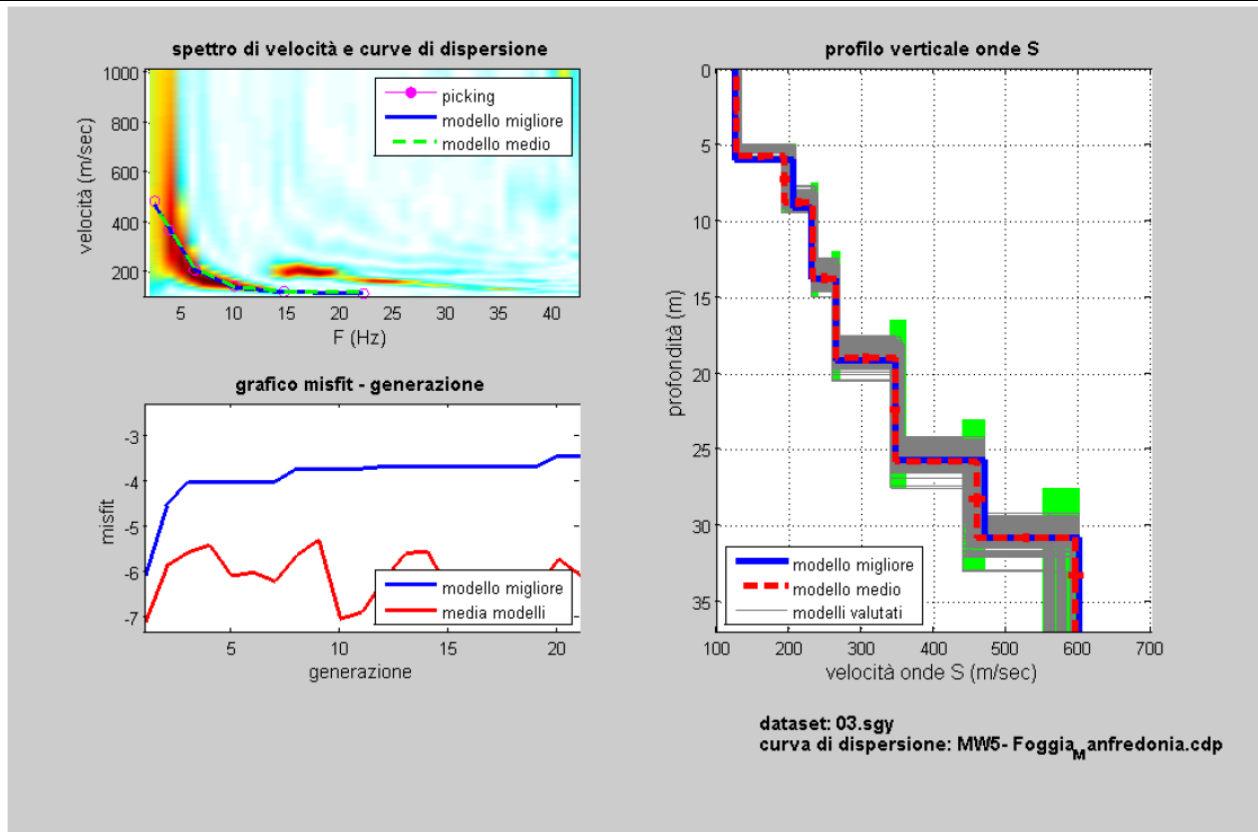 spettro di velocità e curve di dispersione
1000
800
600
400
200
velocità (m/sec)
picking
modello migliore
modello medio
5 10 15 20 25 30 35 40
F (Hz)
grafico misfit - generazione
-3
-4
-5
-6
-7
misfit
modello migliore
media modelli
5 10 15 20
generazione
profilo verticale onde S
0
5
10
15
20
25
30
35
profondità (m)
modello migliore
modello medio
modelli valutati
100 200 300 400 500 600 700
velocità onde S (m/sec)
dataset: 03.sgy
curva di dispersione: MW5- Foggia_Manfredonia.cdp